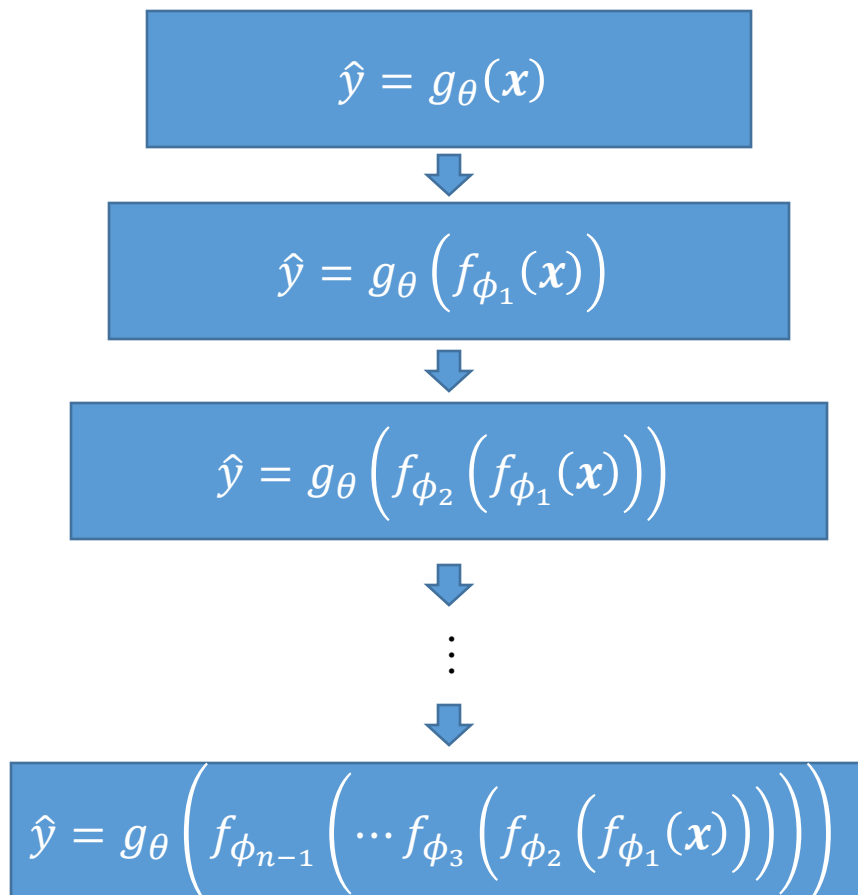 ŷ = g_θ(𝒙)
ŷ = g_θ(f_ϕ₁(𝒙))
ŷ = g_θ(f_ϕ₂(f_ϕ₁(𝒙)))
⋮
ŷ = g_θ(f_ϕₙ₋₁(⋯f_ϕ₃(f_ϕ₂(f_ϕ₁(𝒙)))))